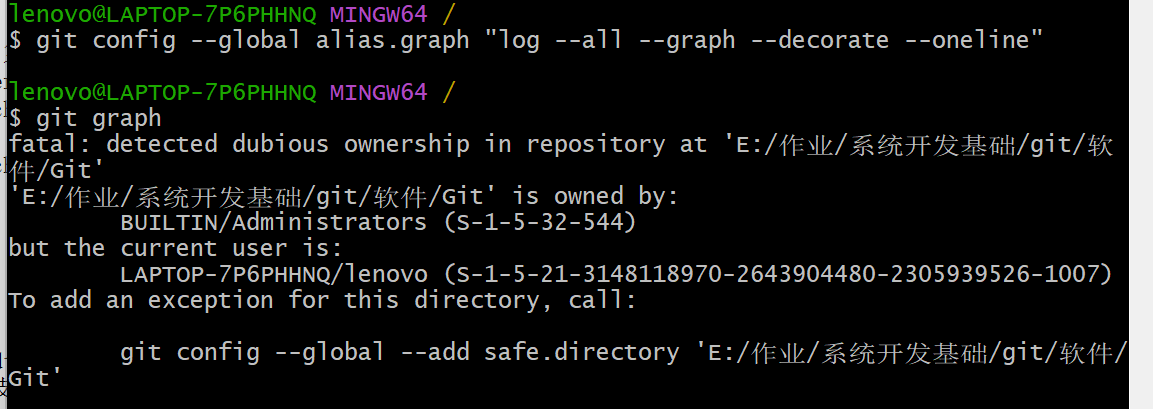 lenovo@LAPTOP-7P6PHHNQ MINGW64 /
$ git config --global alias.graph "log --all --graph --decorate --oneline"
lenovo@LAPTOP-7P6PHHNQ MINGW64 /
$ git graph
fatal: detected dubious ownership in repository at 'E:/作业/系统开发基础/git/软
件/Git'
'E:/作业/系统开发基础/git/软件/Git' is owned by:
        BUILTIN/Administrators (S-1-5-32-544)
but the current user is:
        LAPTOP-7P6PHHNQ/lenovo (S-1-5-21-3148118970-2643904480-2305939526-1007)
To add an exception for this directory, call:
        git config --global --add safe.directory 'E:/作业/系统开发基础/git/软件/
Git'